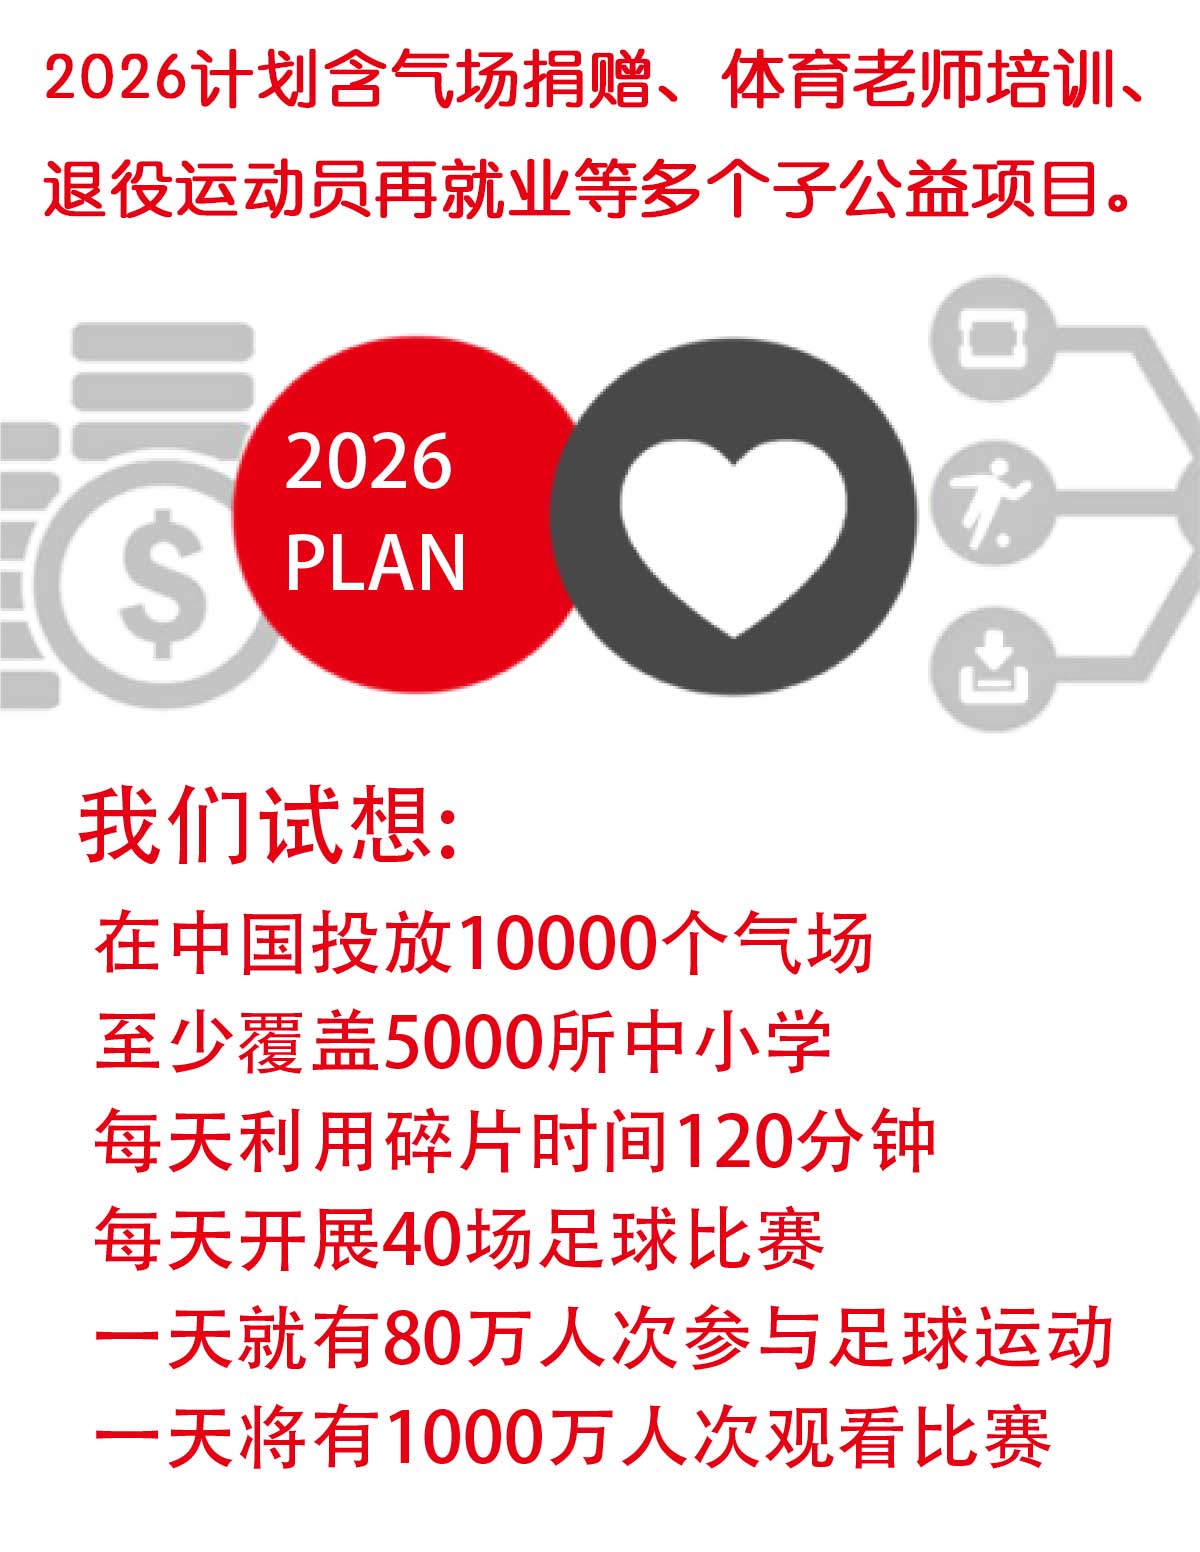 2026计划含气场捐赠、体育老师培训、
退役运动员再就业等多个子公益项目。
2026
PLAN
$
我们试想:
在中国投放10000个气场
至少覆盖5000所中小学
每天利用碎片时间120分钟
每天开展40场足球比赛
一天就有80万人次参与足球运动
一天将有1000万人次观看比赛